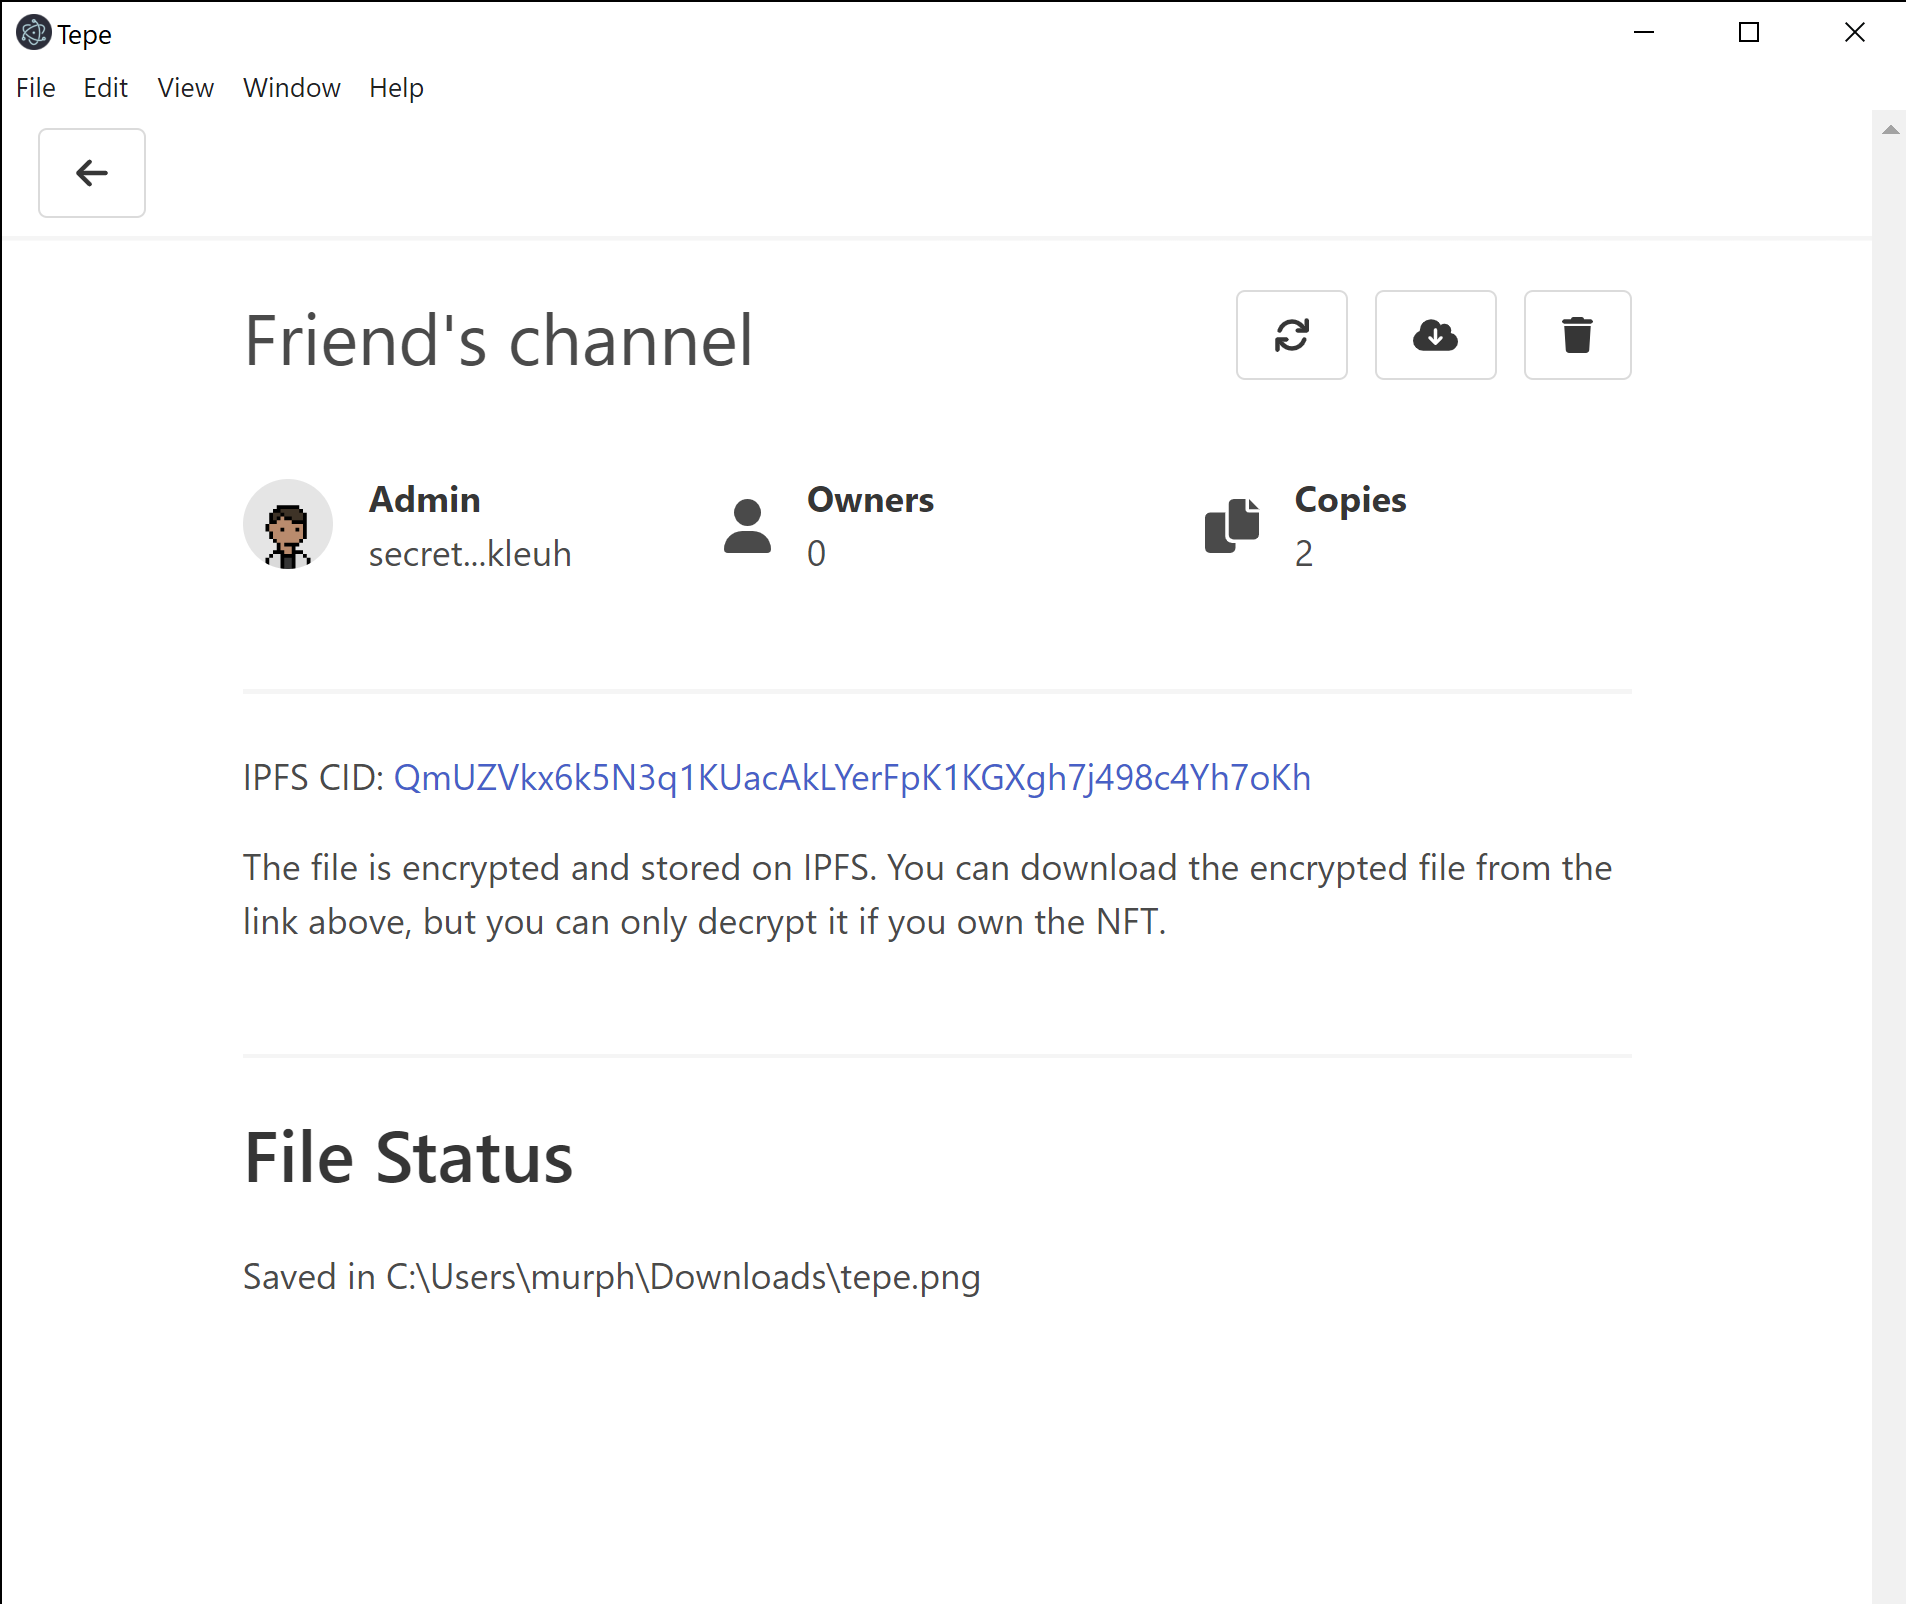 Tepe
File Edit View Window Help
Friend's channel
Admin
secret...kleuh
Owners
0
Copies
2
IPFS CID: QmUZVkx6k5N3q1KUacAkLYerFpK1KGXgh7j498c4Yh7oKh
The file is encrypted and stored on IPFS. You can download the encrypted file from the
link above, but you can only decrypt it if you own the NFT.
File Status
Saved in C:\Users\murph\Downloads\tepe.png